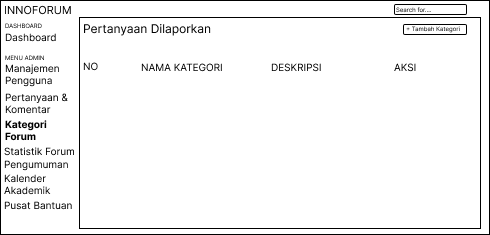 INNOFORUM
Search for....
DASHBOARD
Dashboard
MENU ADMIN
Manajemen
Pengguna
Pertanyaan &
Komentar
Kategori
Forum
Statistik Forum
Pengumuman
Kalender
Akademik
Pusat Bantuan
Pertanyaan Dilaporkan
+ Tambah Kategori
NO NAMA KATEGORI DESKRIPSI AKSI